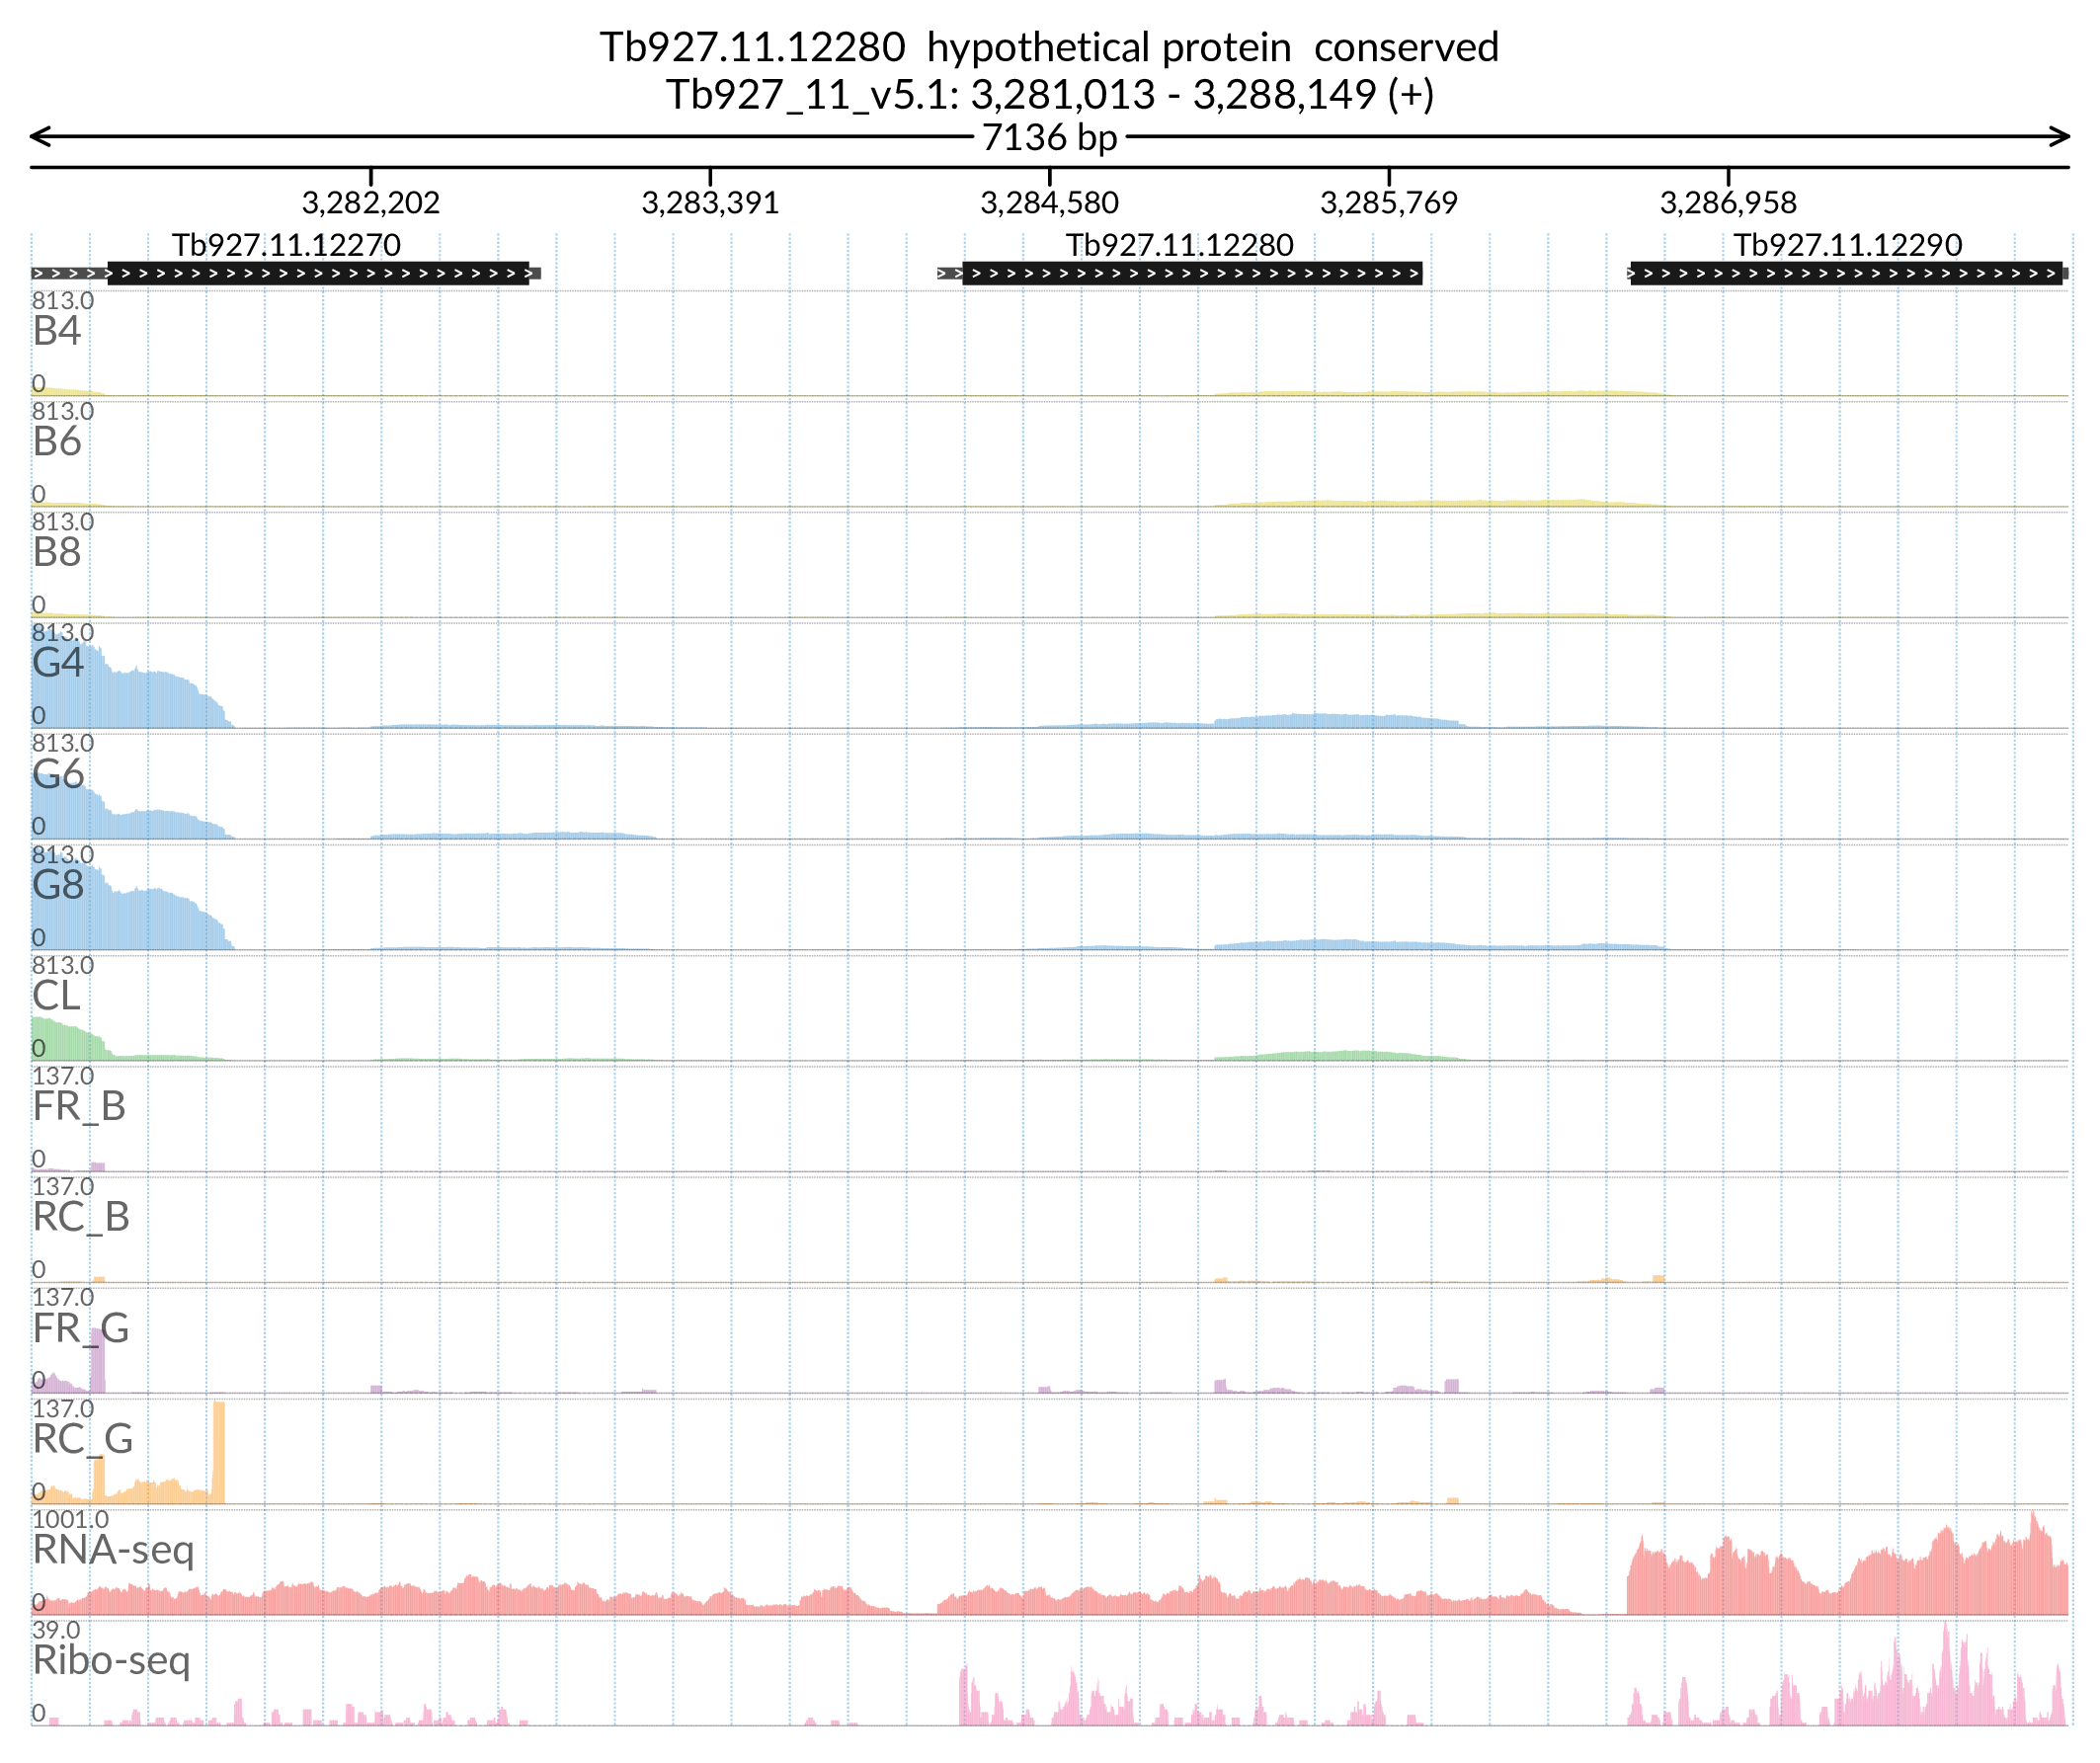 Tb927.11.12280 hypothetical protein conserved
Tb927_11_v5.1: 3,281,013 - 3,288,149 (+)
7136 bp
3,282,202 3,283,391 3,284,580 3,285,769 3,286,958
Tb927.11.12270 Tb927.11.12280 Tb927.11.12290
813.0
B4
0
813.0
B6
0
813.0
B8
0
813.0
G4
0
813.0
G6
0
813.0
G8
0
813.0
CL
0
137.0
FR_B
0
137.0
RC_B
0
137.0
FR_G
0
137.0
RC_G
0
1001.0
RNA-seq
0
39.0
Ribo-seq
0